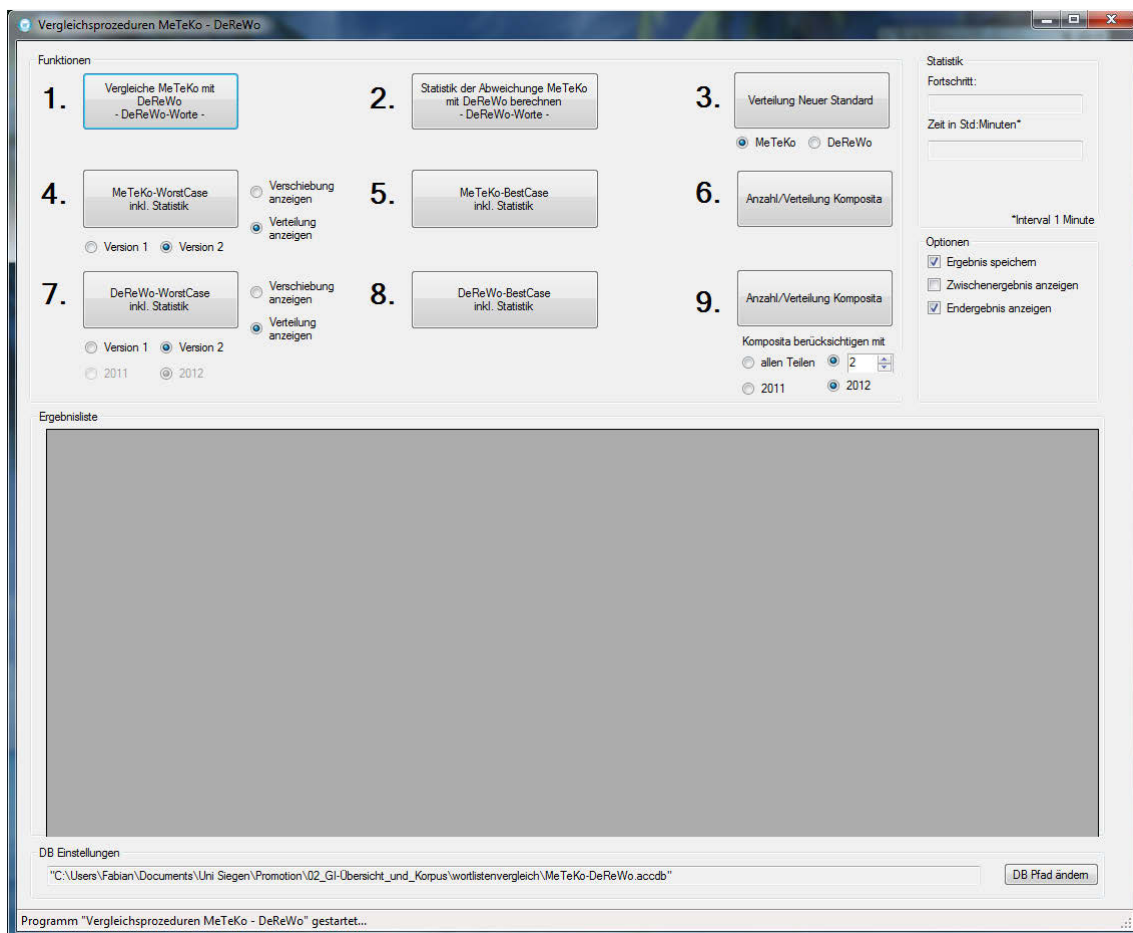 Vergleichsprozeduren MeTeKo - DeReWo
Funktionen
1.
Vergleiche MeTeKo mit
DeReWo
- DeReWo-Worte -
2.
Statistik der Abweichunge MeTeKo
mit DeReWo berechnen
- DeReWo-Worte -
3.
Verteilung Neuer Standard
MeTeKo DeReWo
4.
MeTeKo-WorstCase
inkl. Statistik
Verschiebung
anzeigen
Verteilung
anzeigen
Version 1 Version 2
5.
MeTeKo-BestCase
inkl. Statistik
6.
Anzahl/Verteilung Komposita
7.
DeReWo-WorstCase
inkl. Statistik
Verschiebung
anzeigen
Verteilung
anzeigen
Version 1 Version 2
2011 2012
8.
DeReWo-BestCase
inkl. Statistik
9.
Anzahl/Verteilung Komposita
Komposita berücksichtigen mit
allen Teilen 2
2011 2012
Statistik
Fortschritt:
Zeit in Std:Minuten*
*Interval 1 Minute
Optionen
Ergebnis speichern
Zwischenergebnis anzeigen
Endergebnis anzeigen
Ergebnisliste
DB Einstellungen
"C:\Users\Fabian\Documents\Uni Siegen\Promotion\02_GI-Übersicht_und_Korpus\wortlistenvergleich\MeTeKo-DeReWo.accdb"
DB Pfad ändern
Programm "Vergleichsprozeduren MeTeKo - DeReWo" gestartet...